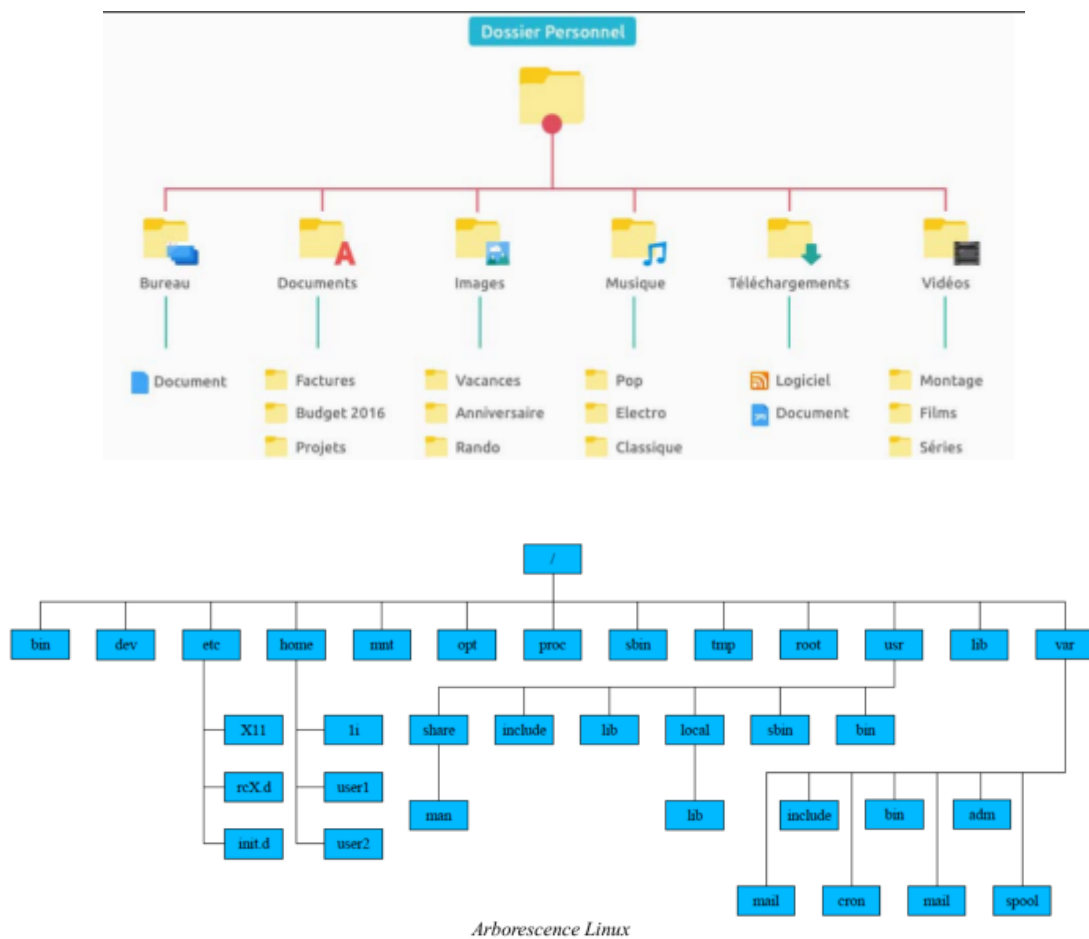 Dossier Personnel
Bureau Documents Images Musique Téléchargements Vidéos
Document Factures Vacances Pop Logiciel Montage
Budget 2016 Anniversaire Electro Document Films
Projets Rando Classique Séries
/
bin dev etc home mnt opt proc sbin tmp root usr lib var
X11 1i share include lib local sbin bin
rcX.d user1
man lib include bin adm
init.d user2
mail cron mail spool
Arborescence Linux